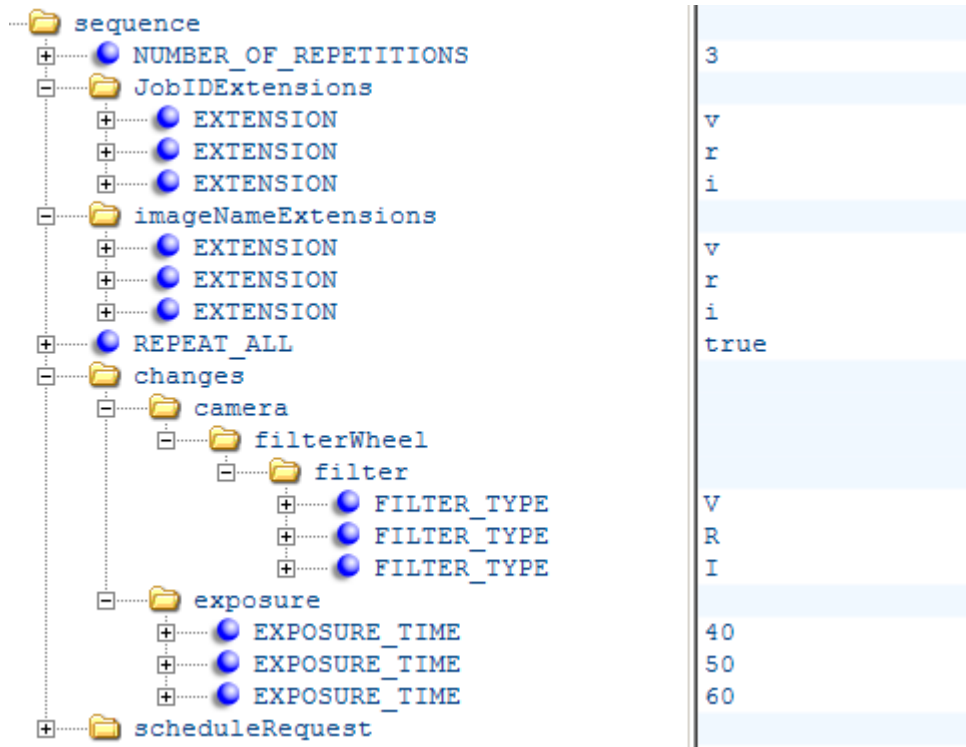 sequence
NUMBER_OF_REPETITIONS 3
JobIDExtensions
EXTENSION v
EXTENSION r
EXTENSION i
imageNameExtensions
EXTENSION v
EXTENSION r
EXTENSION i
REPEAT_ALL true
changes
camera
filterWheel
filter
FILTER_TYPE V
FILTER_TYPE R
FILTER_TYPE I
exposure
EXPOSURE_TIME 40
EXPOSURE_TIME 50
EXPOSURE_TIME 60
scheduleRequest